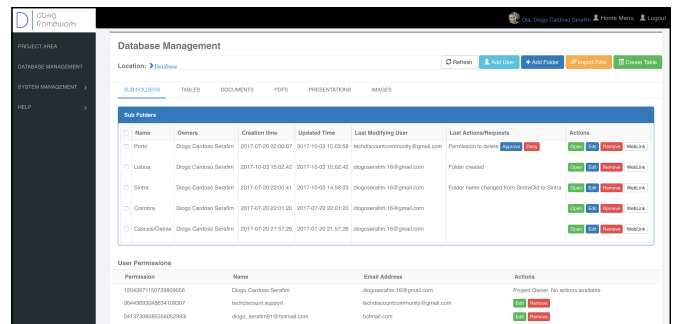 db4g
framework
Olá, Diogo Cardoso Serafim Home Menu Logout
PROJECT AREA
DATABASE MANAGEMENT
SYSTEM MANAGEMENT
HELP
Database Management
Location: Database
Refresh Add User Add Folder Import Files Create Table
SUB-FOLDERS TABLES DOCUMENTS PDFS PRESENTATIONS IMAGES
Sub Folders
Name Owners Creation time Updated Time Last Modifying User Last Actions/Requests Actions
Porto Diogo Cardoso Serafim 2017-07-20 22:00:07 2017-10-03 15:03:58 techdiscountcommunity@gmail.com Permission to delete Approve Deny Open Edit Remove WebLink
Lisboa Diogo Cardoso Serafim 2017-10-03 15:02:42 2017-10-03 15:02:42 diogoserafim.16@gmail.com Folder created Open Edit Remove WebLink
Sintra Diogo Cardoso Serafim 2017-07-20 22:00:41 2017-10-03 14:58:03 diogoserafim.16@gmail.com Folder name changed from SintraOld to Sintra Open Edit Remove WebLink
Coimbra Diogo Cardoso Serafim 2017-07-20 22:01:20 2017-07-20 22:01:20 diogoserafim.16@gmail.com Open Edit Remove WebLink
Cascais/Oeiras Diogo Cardoso Serafim 2017-07-20 21:57:26 2017-07-20 21:57:26 diogoserafim.16@gmail.com Open Edit Remove WebLink
User Permissions
Permission Name Email Address Actions
12043971150729809056 Diogo Cardoso Serafim diogoserafim.16@gmail.com Project Owner. No actions available
06443693048634109307 techdiscount support techdiscountcommunity@gmail.com Edit Remove
diogo_serafim91@hotmail.com hotmail.com Edit Remove